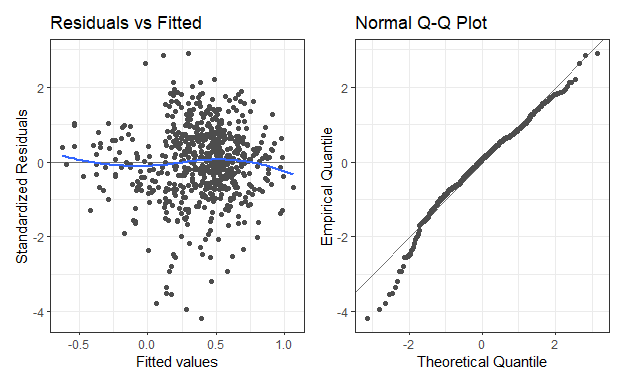 Residuals vs Fitted
Standardized Residuals
2
0
-2
-4
-0.5
0.0
0.5
1.0
Fitted values
Normal Q-Q Plot
Empirical Quantile
2
0
-2
-4
-2
0
2
Theoretical Quantile